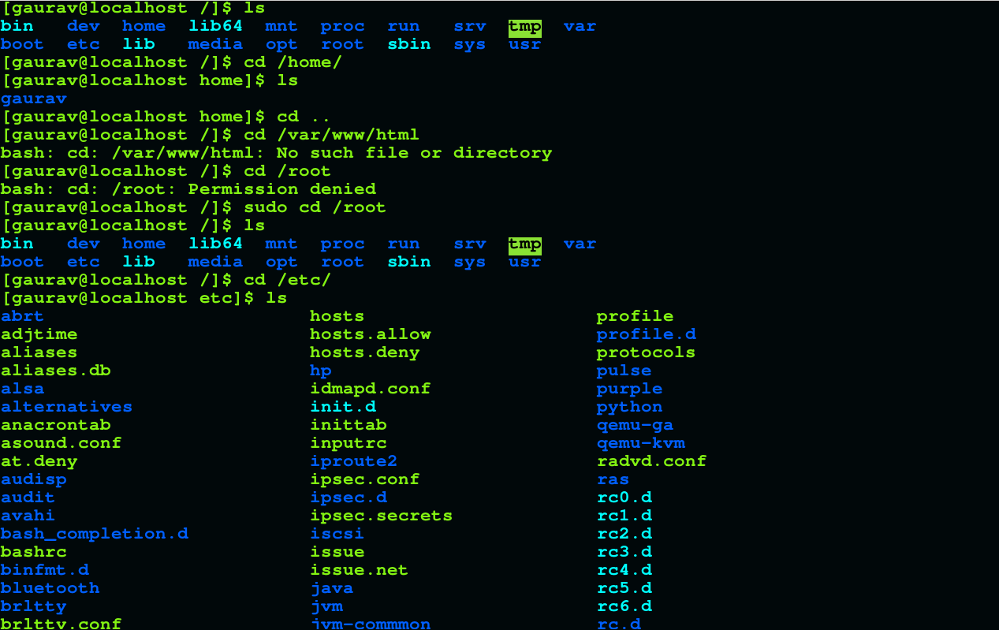 [gaurav@localhost /]$ ls
bin   dev  home  lib64  mnt  proc  run   srv  tmp  var
boot  etc  lib   media  opt  root  sbin  sys  usr
[gaurav@localhost /]$ cd /home/
[gaurav@localhost home]$ ls
gaurav
[gaurav@localhost home]$ cd ..
[gaurav@localhost /]$ cd /var/www/html
bash: cd: /var/www/html: No such file or directory
[gaurav@localhost /]$ cd /root
bash: cd: /root: Permission denied
[gaurav@localhost /]$ sudo cd /root
[gaurav@localhost /]$ ls
bin   dev  home  lib64  mnt  proc  run   srv  tmp  var
boot  etc  lib   media  opt  root  sbin  sys  usr
[gaurav@localhost /]$ cd /etc/
[gaurav@localhost etc]$ ls
abrt                        hosts                     profile
adjtime                     hosts.allow               profile.d
aliases                     hosts.deny                protocols
aliases.db                  hp                        pulse
alsa                        idmapd.conf               purple
alternatives                init.d                    python
anacrontab                  inittab                   qemu-ga
asound.conf                 inputrc                   qemu-kvm
at.deny                     iproute2                  radvd.conf
audisp                      ipsec.conf                ras
audit                       ipsec.d                   rc0.d
avahi                       ipsec.secrets             rc1.d
bash_completion.d           iscsi                     rc2.d
bashrc                      issue                     rc3.d
binfmt.d                    issue.net                 rc4.d
bluetooth                   java                      rc5.d
brltty                      jvm                       rc6.d
brltty.conf                 jvm-commmon               rc.d